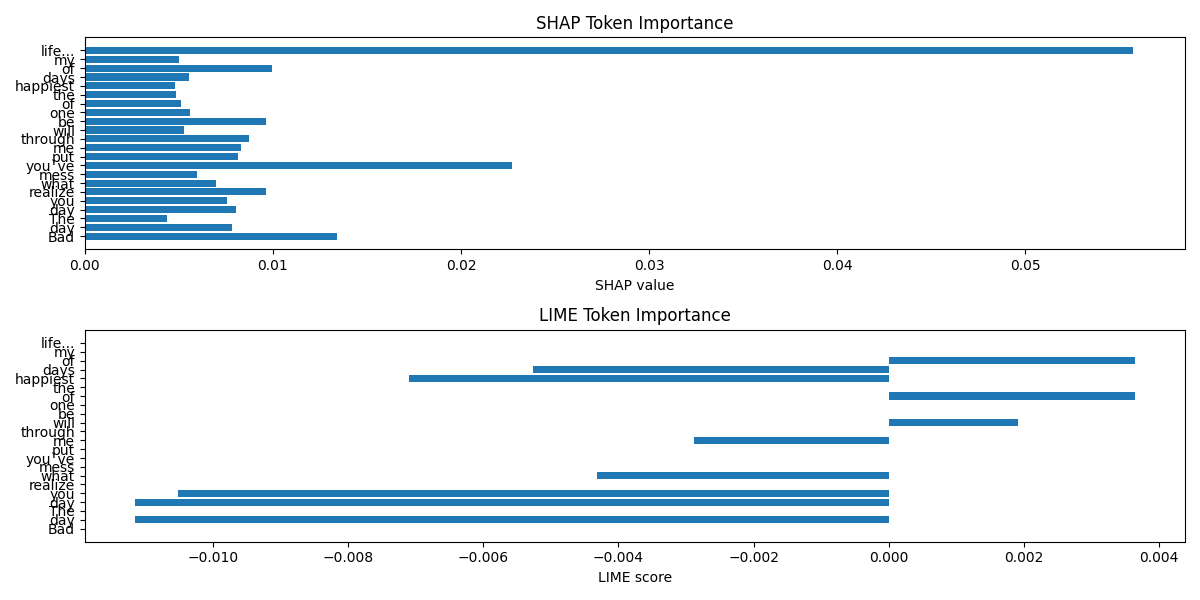 SHAP Token Importance
life...
my
of
days
happiest
the
of
one
be
will
through
me
put
you've
mess
what
realize
you
day
The
day
Bad
0.00 0.01 0.02 0.03 0.04 0.05
SHAP value
LIME Token Importance
life...
my
of
days
happiest
the
of
one
be
will
through
me
put
you've
mess
what
realize
you
day
The
day
Bad
−0.010 −0.008 −0.006 −0.004 −0.002 0.000 0.002 0.004
LIME score